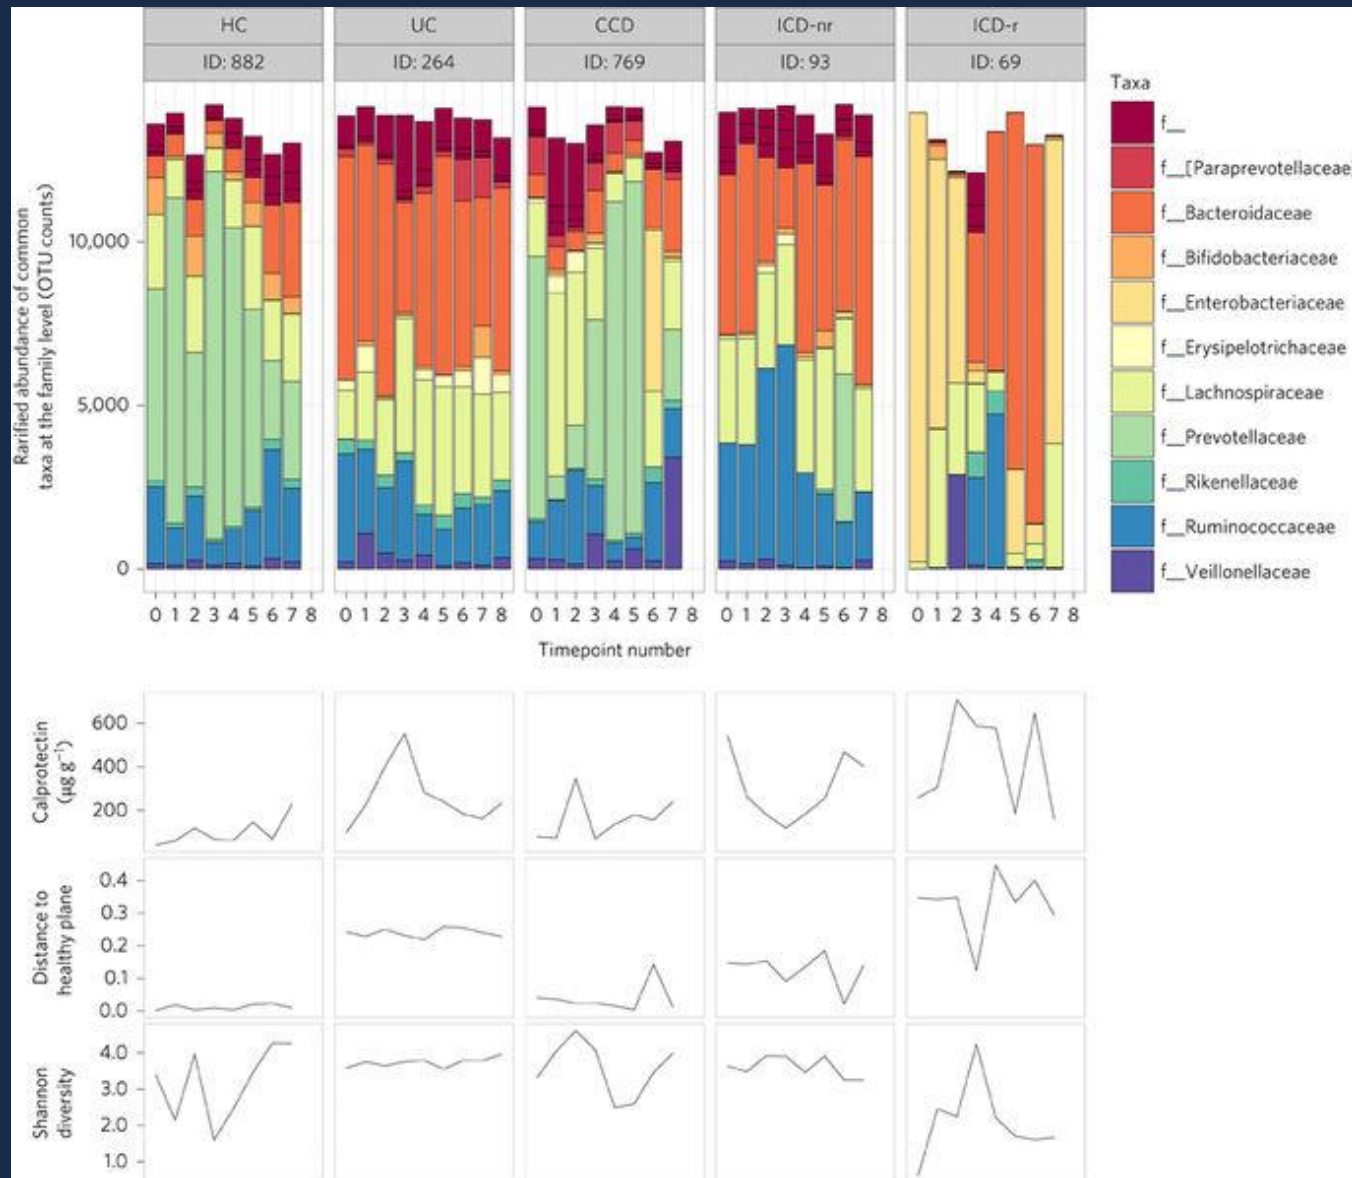 HC UC CCD ICD-nr ICD-r
ID: 882 ID: 264 ID: 769 ID: 93 ID: 69
Rarified abundance of common
taxa at the family level (OTU counts)
10,000
5,000
0
0 1 2 3 4 5 6 7 8 0 1 2 3 4 5 6 7 8 0 1 2 3 4 5 6 7 8 0 1 2 3 4 5 6 7 8 0 1 2 3 4 5 6 7 8
Timepoint number
Taxa
f__
f__[Paraprevotellaceae
f__Bacteroidaceae
f__Bifidobacteriaceae
f__Enterobacteriaceae
f__Erysipelotrichaceae
f__Lachnospiraceae
f__Prevotellaceae
f__Rikenellaceae
f__Ruminococcaceae
f__Veillonellaceae
Calprotectin
(µg g⁻¹)
600
400
200
Distance to
healthy plane
0.4
0.3
0.2
0.1
0.0
Shannon
diversity
4.0
3.0
2.0
1.0